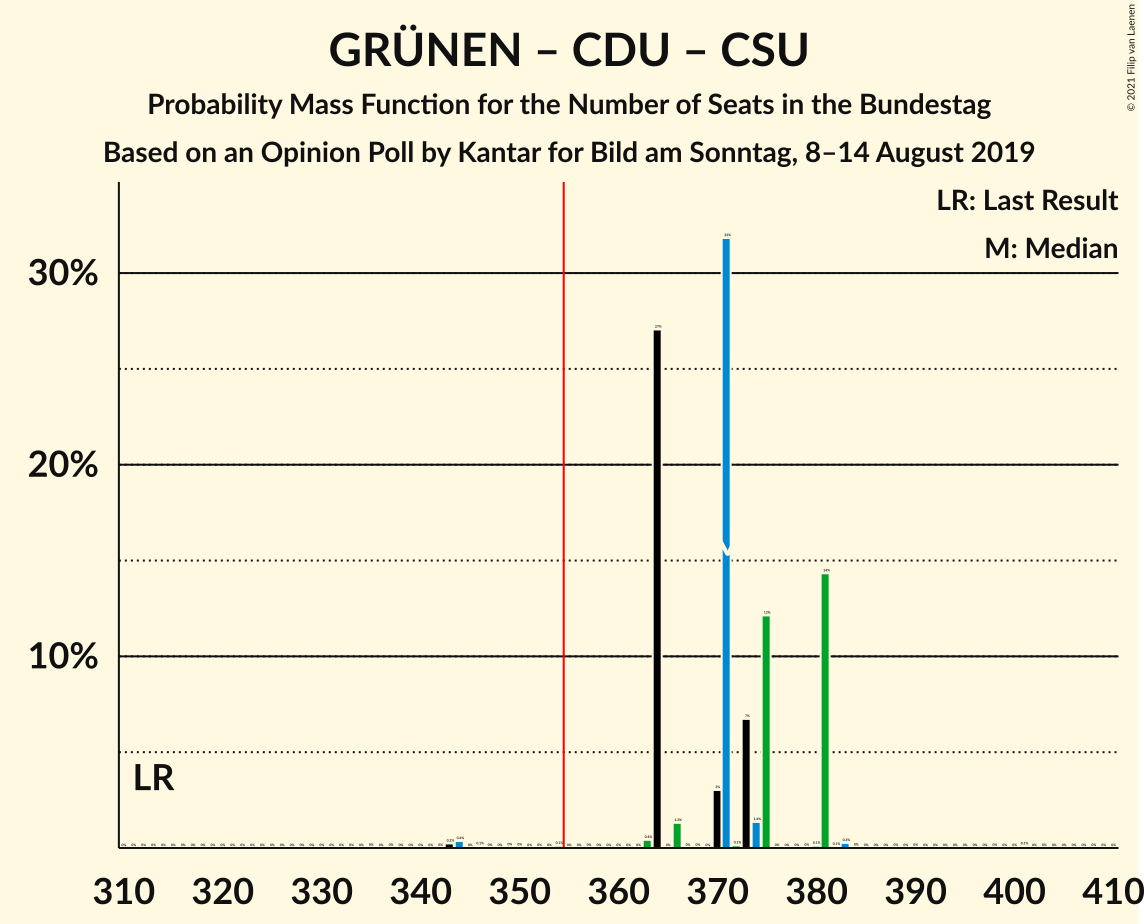 GRÜNEN – CDU – CSU
Probability Mass Function for the Number of Seats in the Bundestag
Based on an Opinion Poll by Kantar for Bild am Sonntag, 8–14 August 2019
© 2021 Filip van Laenen
LR: Last Result
M: Median
30%
20%
10%
LR
M
310 320 330 340 350 360 370 380 390 400 410